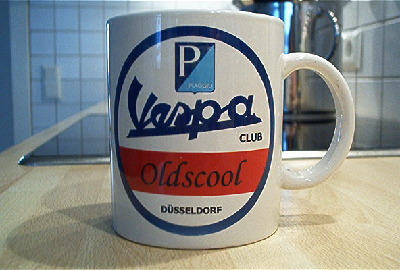 P
PIAGGIO
Vespa
CLUB
Oldscool
DÜSSELDORF